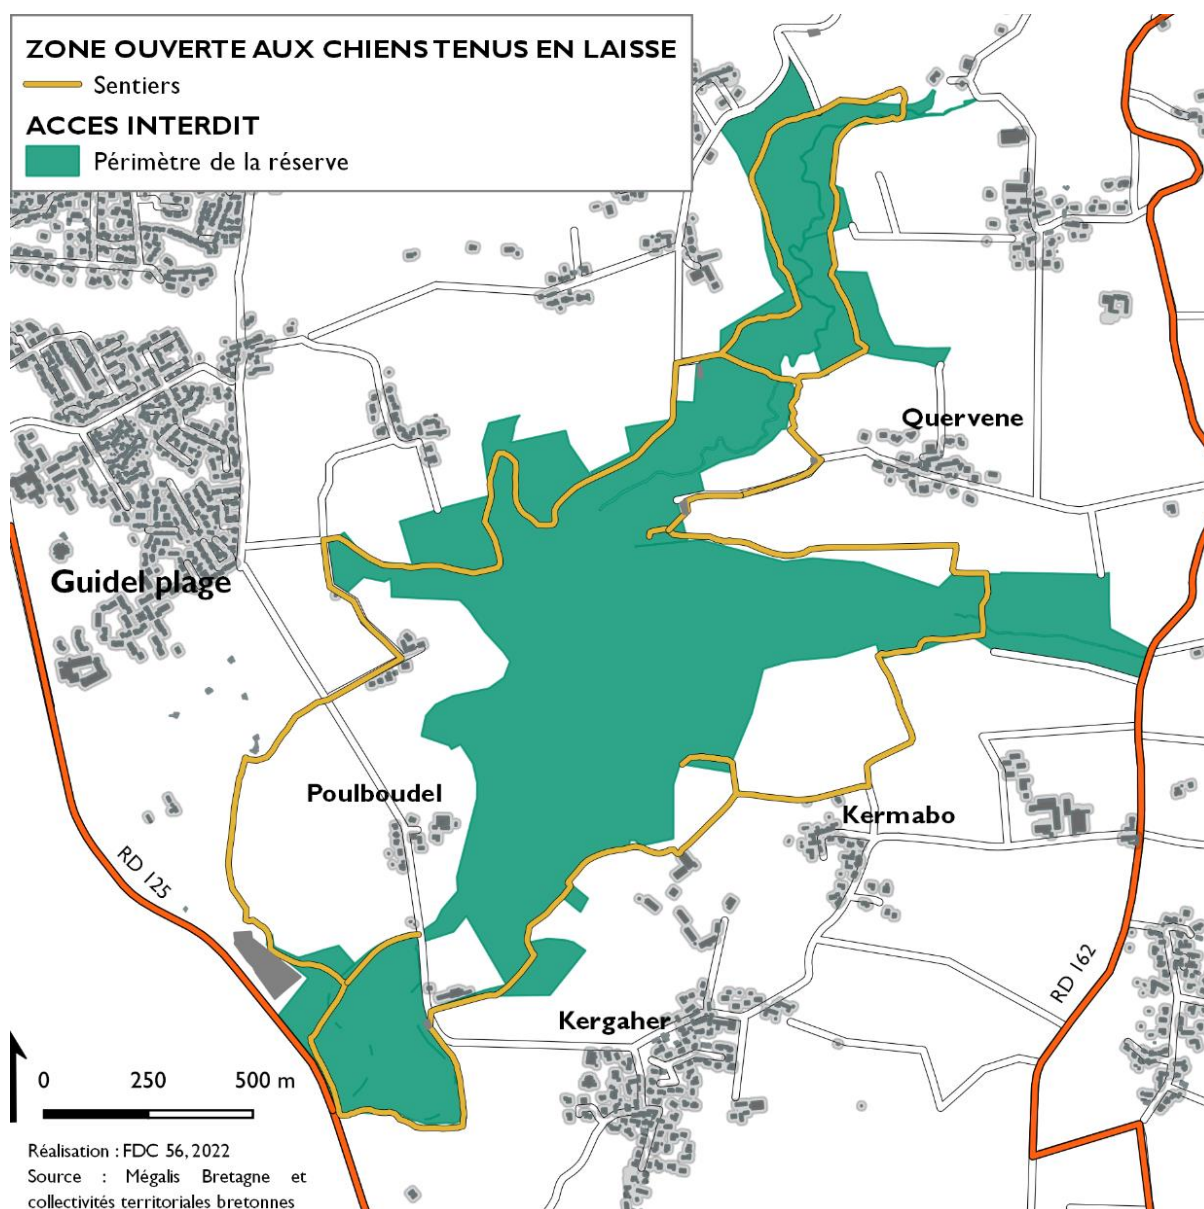 ZONE OUVERTE AUX CHIENS TENUS EN LAISSE
Sentiers
ACCES INTERDIT
Périmètre de la réserve
Quervene
Guidel plage
Poulboudel
Kermabo
RD 125
RD 162
Kergaher
0 250 500 m
Réalisation : FDC 56, 2022
Source : Mégalis Bretagne et
collectivités territoriales bretonnes